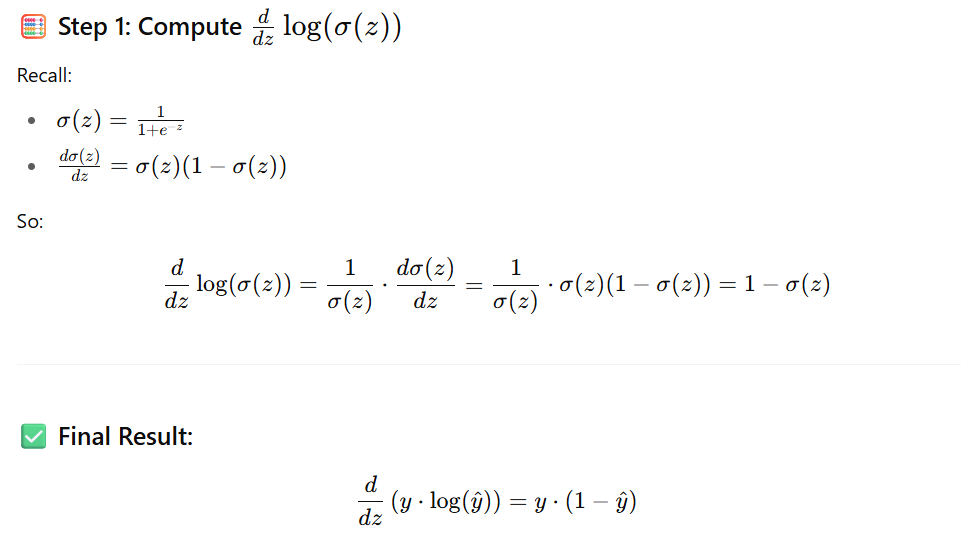 🧮 Step 1: Compute $\frac{d}{dz} \log(\sigma(z))$
Recall:
• $\sigma(z) = \frac{1}{1+e^{-z}}$
• $\frac{d\sigma(z)}{dz} = \sigma(z)(1 - \sigma(z))$
So:
$\frac{d}{dz} \log(\sigma(z)) = \frac{1}{\sigma(z)} \cdot \frac{d\sigma(z)}{dz} = \frac{1}{\sigma(z)} \cdot \sigma(z)(1 - \sigma(z)) = 1 - \sigma(z)$
✅ Final Result:
$\frac{d}{dz} (y \cdot \log(\hat{y})) = y \cdot (1 - \hat{y})$